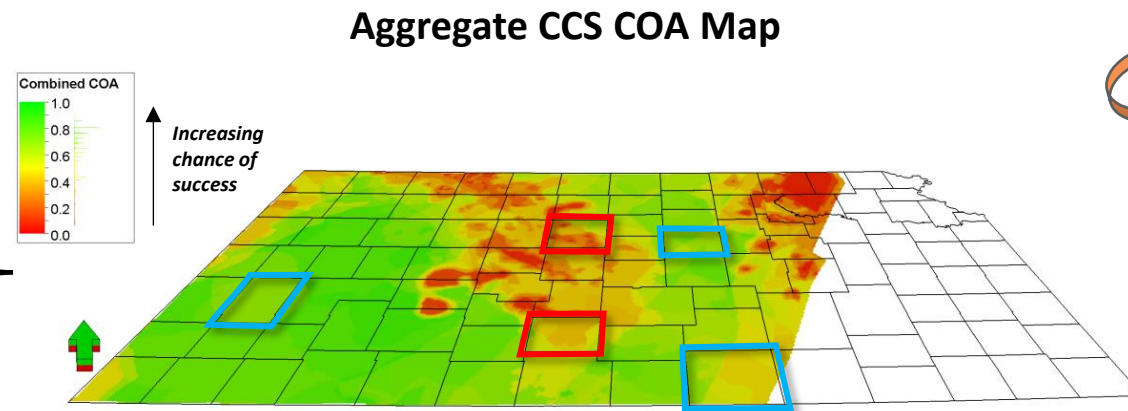 Aggregate CCS COA Map
Combined COA
1.0
0.8
0.6
0.4
0.2
0.0
Increasing
chance of
success